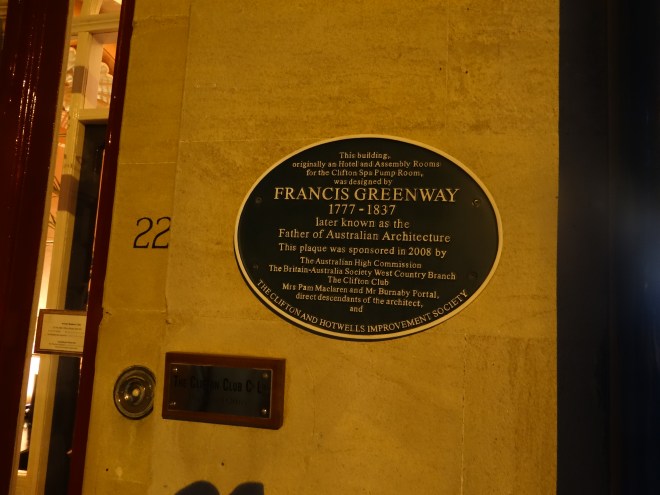 This building,
originally an Hotel and Assembly Rooms
for the Clifton Spa Pump Room,
was designed by
FRANCIS GREENWAY
1777 - 1837
later known as the
Father of Australian Architecture
This plaque was sponsored in 2008 by
The Australian High Commission
The Britain-Australia Society West Country Branch
The Clifton Club
Mrs Pam Maclaren and Mr Burnaby Portal,
direct descendants of the architect,
and
THE CLIFTON AND HOTWELLS IMPROVEMENT SOCIETY
22
THE CLIFTON CLUB